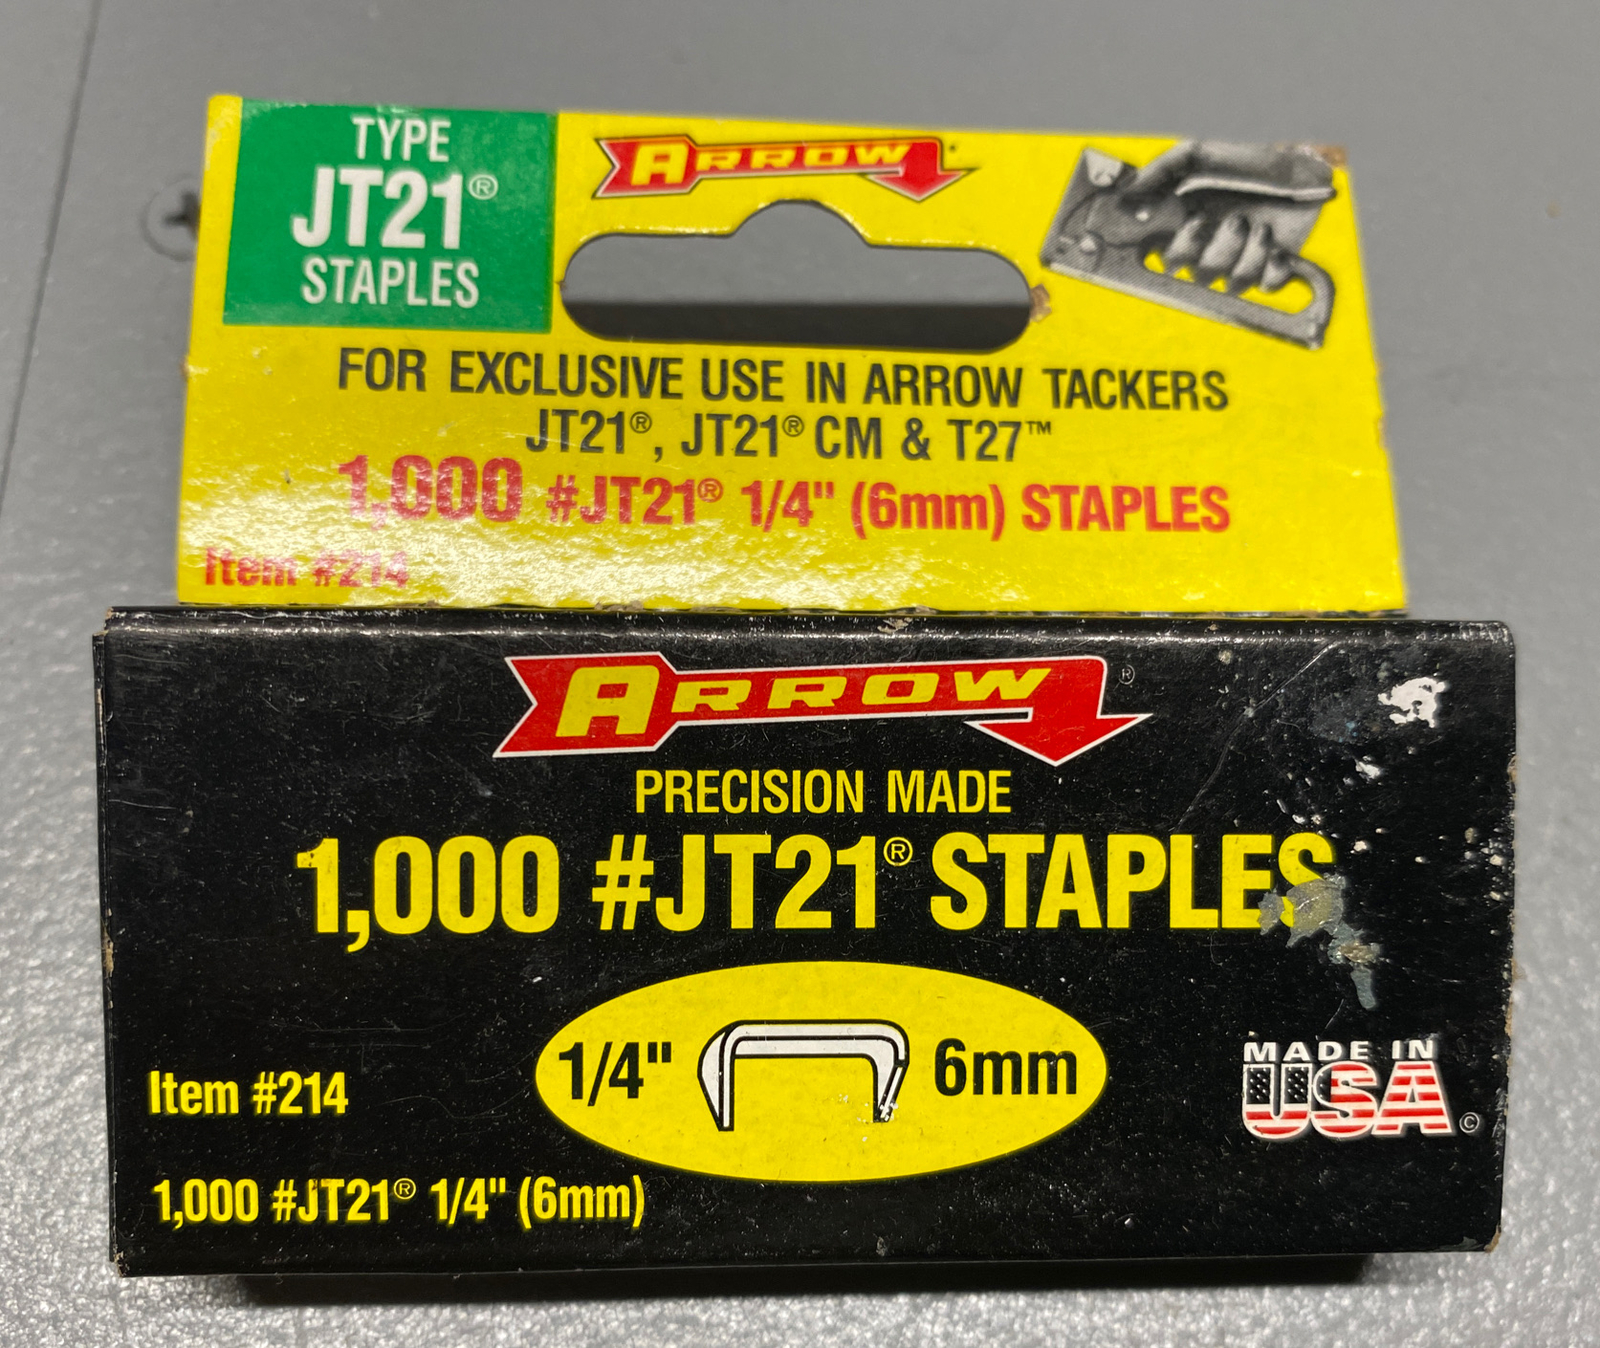 TYPE
JT21®
STAPLES
ARROW
FOR EXCLUSIVE USE IN ARROW TACKERS
JT21®, JT21® CM & T27™
1,000 #JT21® 1/4" (6mm) STAPLES
Item #214
ARROW®
PRECISION MADE
1,000 #JT21® STAPLES
1/4" 6mm
Item #214
1,000 #JT21® 1/4" (6mm)
MADE IN
USA ©